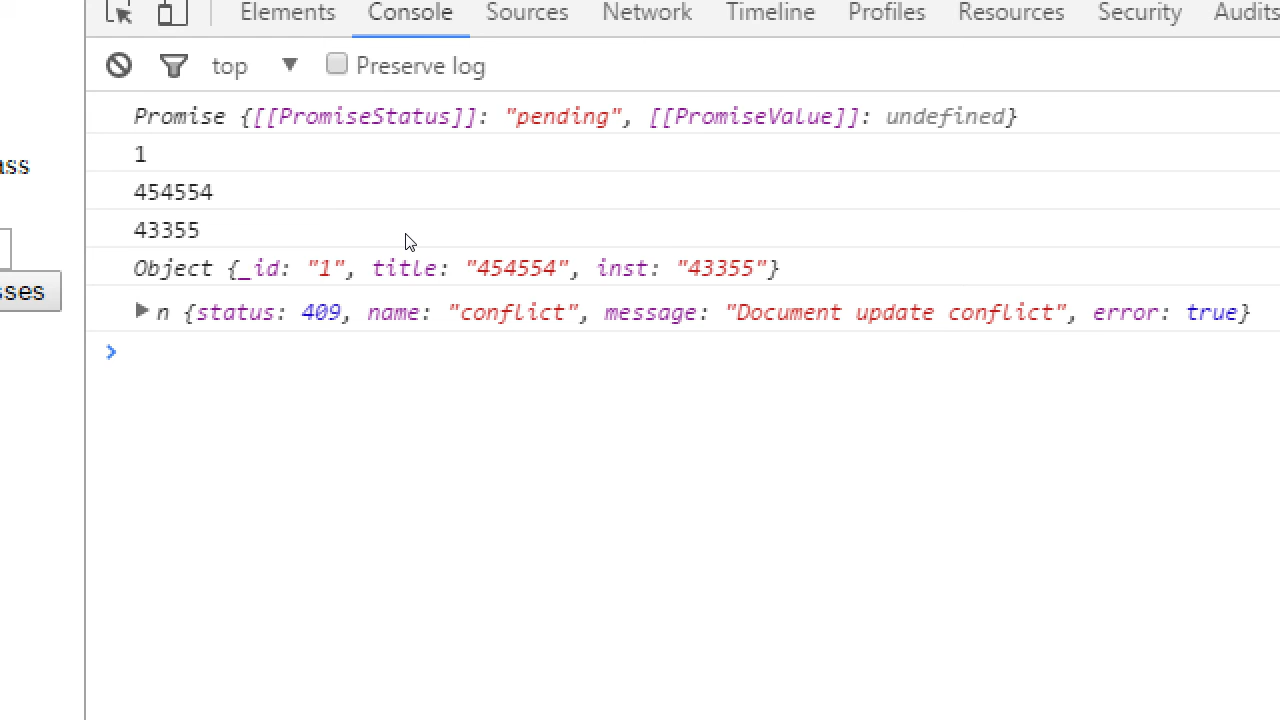 Elements Console Sources Network Timeline Profiles Resources Security Audits
top Preserve log
Promise {[[PromiseStatus]]: "pending", [[PromiseValue]]: undefined}
1
ass
454554
43355
Object {_id: "1", title: "454554", inst: "43355"}
sses
n {status: 409, name: "conflict", message: "Document update conflict", error: true}